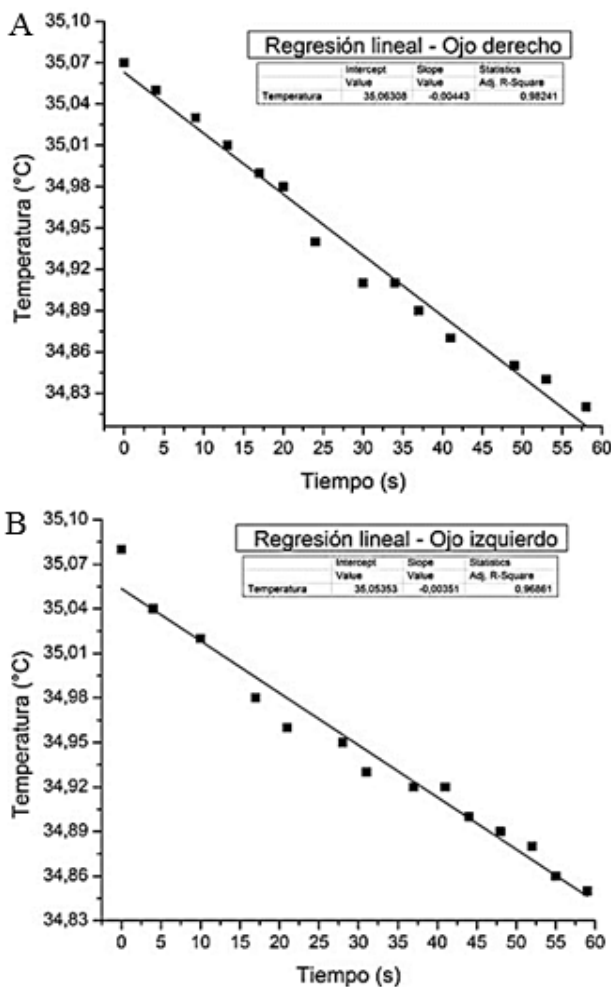 A
Regresión lineal - Ojo derecho
Intercept Slope Statistics
Value Value Adj. R-Square
Temperatura 35,06308 -0,00443 0,98241
35,10
35,07
35,04
35,01
34,98
34,95
34,92
34,89
34,86
34,83
Temperatura (°C)
0 5 10 15 20 25 30 35 40 45 50 55 60
Tiempo (s)
B
Regresión lineal - Ojo izquierdo
Intercept Slope Statistics
Value Value Adj. R-Square
Temperatura 35,05353 -0,00351 0,96861
35,10
35,07
35,04
35,01
34,98
34,95
34,92
34,89
34,86
34,83
Temperatura (°C)
0 5 10 15 20 25 30 35 40 45 50 55 60
Tiempo (s)